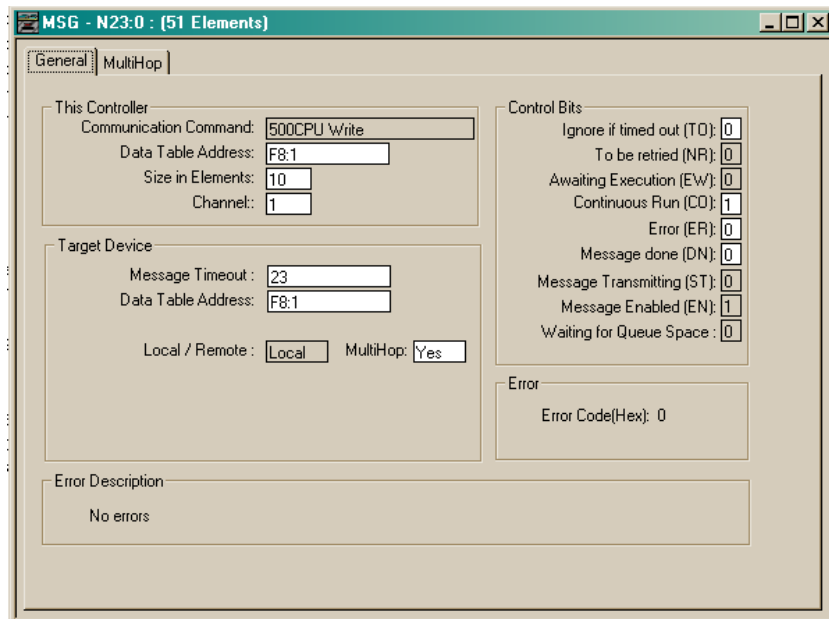 MSG - N23:0 : (51 Elements)
General MultiHop
This Controller
Communication Command: 500CPU Write
Data Table Address: F8:1
Size in Elements: 10
Channel:: 1
Target Device
Message Timeout : 23
Data Table Address: F8:1
Local / Remote : Local MultiHop: Yes
Control Bits
Ignore if timed out (TO): 0
To be retried (NR): 0
Awaiting Execution (EW): 0
Continuous Run (CO): 1
Error (ER): 0
Message done (DN): 0
Message Transmitting (ST): 0
Message Enabled (EN): 1
Waiting for Queue Space : 0
Error
Error Code(Hex): 0
Error Description
No errors